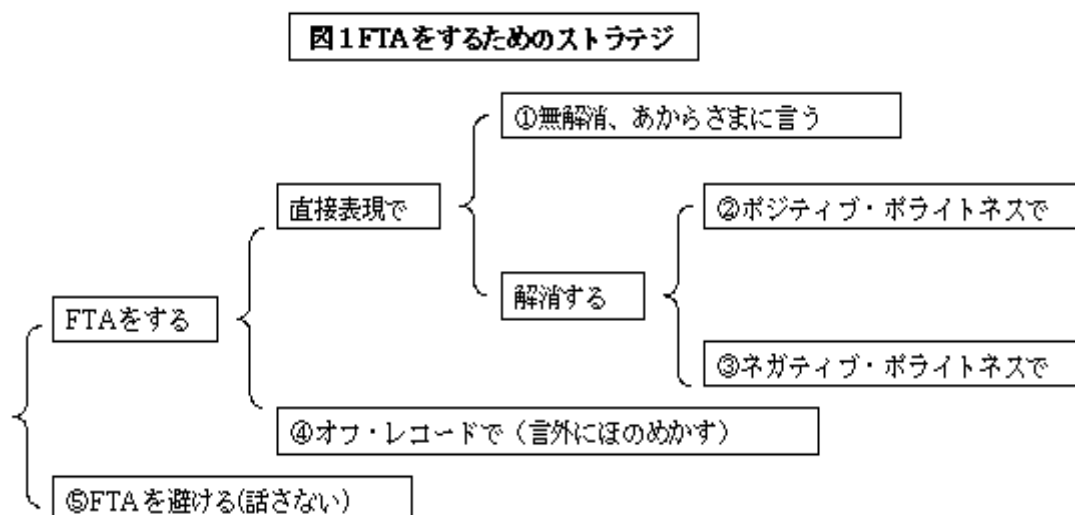 図1FTAをするためのストラテジ
①無解消、あからさまに言う
直接表現で
②ポジティブ・ポライトネスで
解消する
FTAをする
③ネガティブ・ポライトネスで
④オフ・レコードで(言外にほのめかす)
⑤FTAを避ける(話さない)